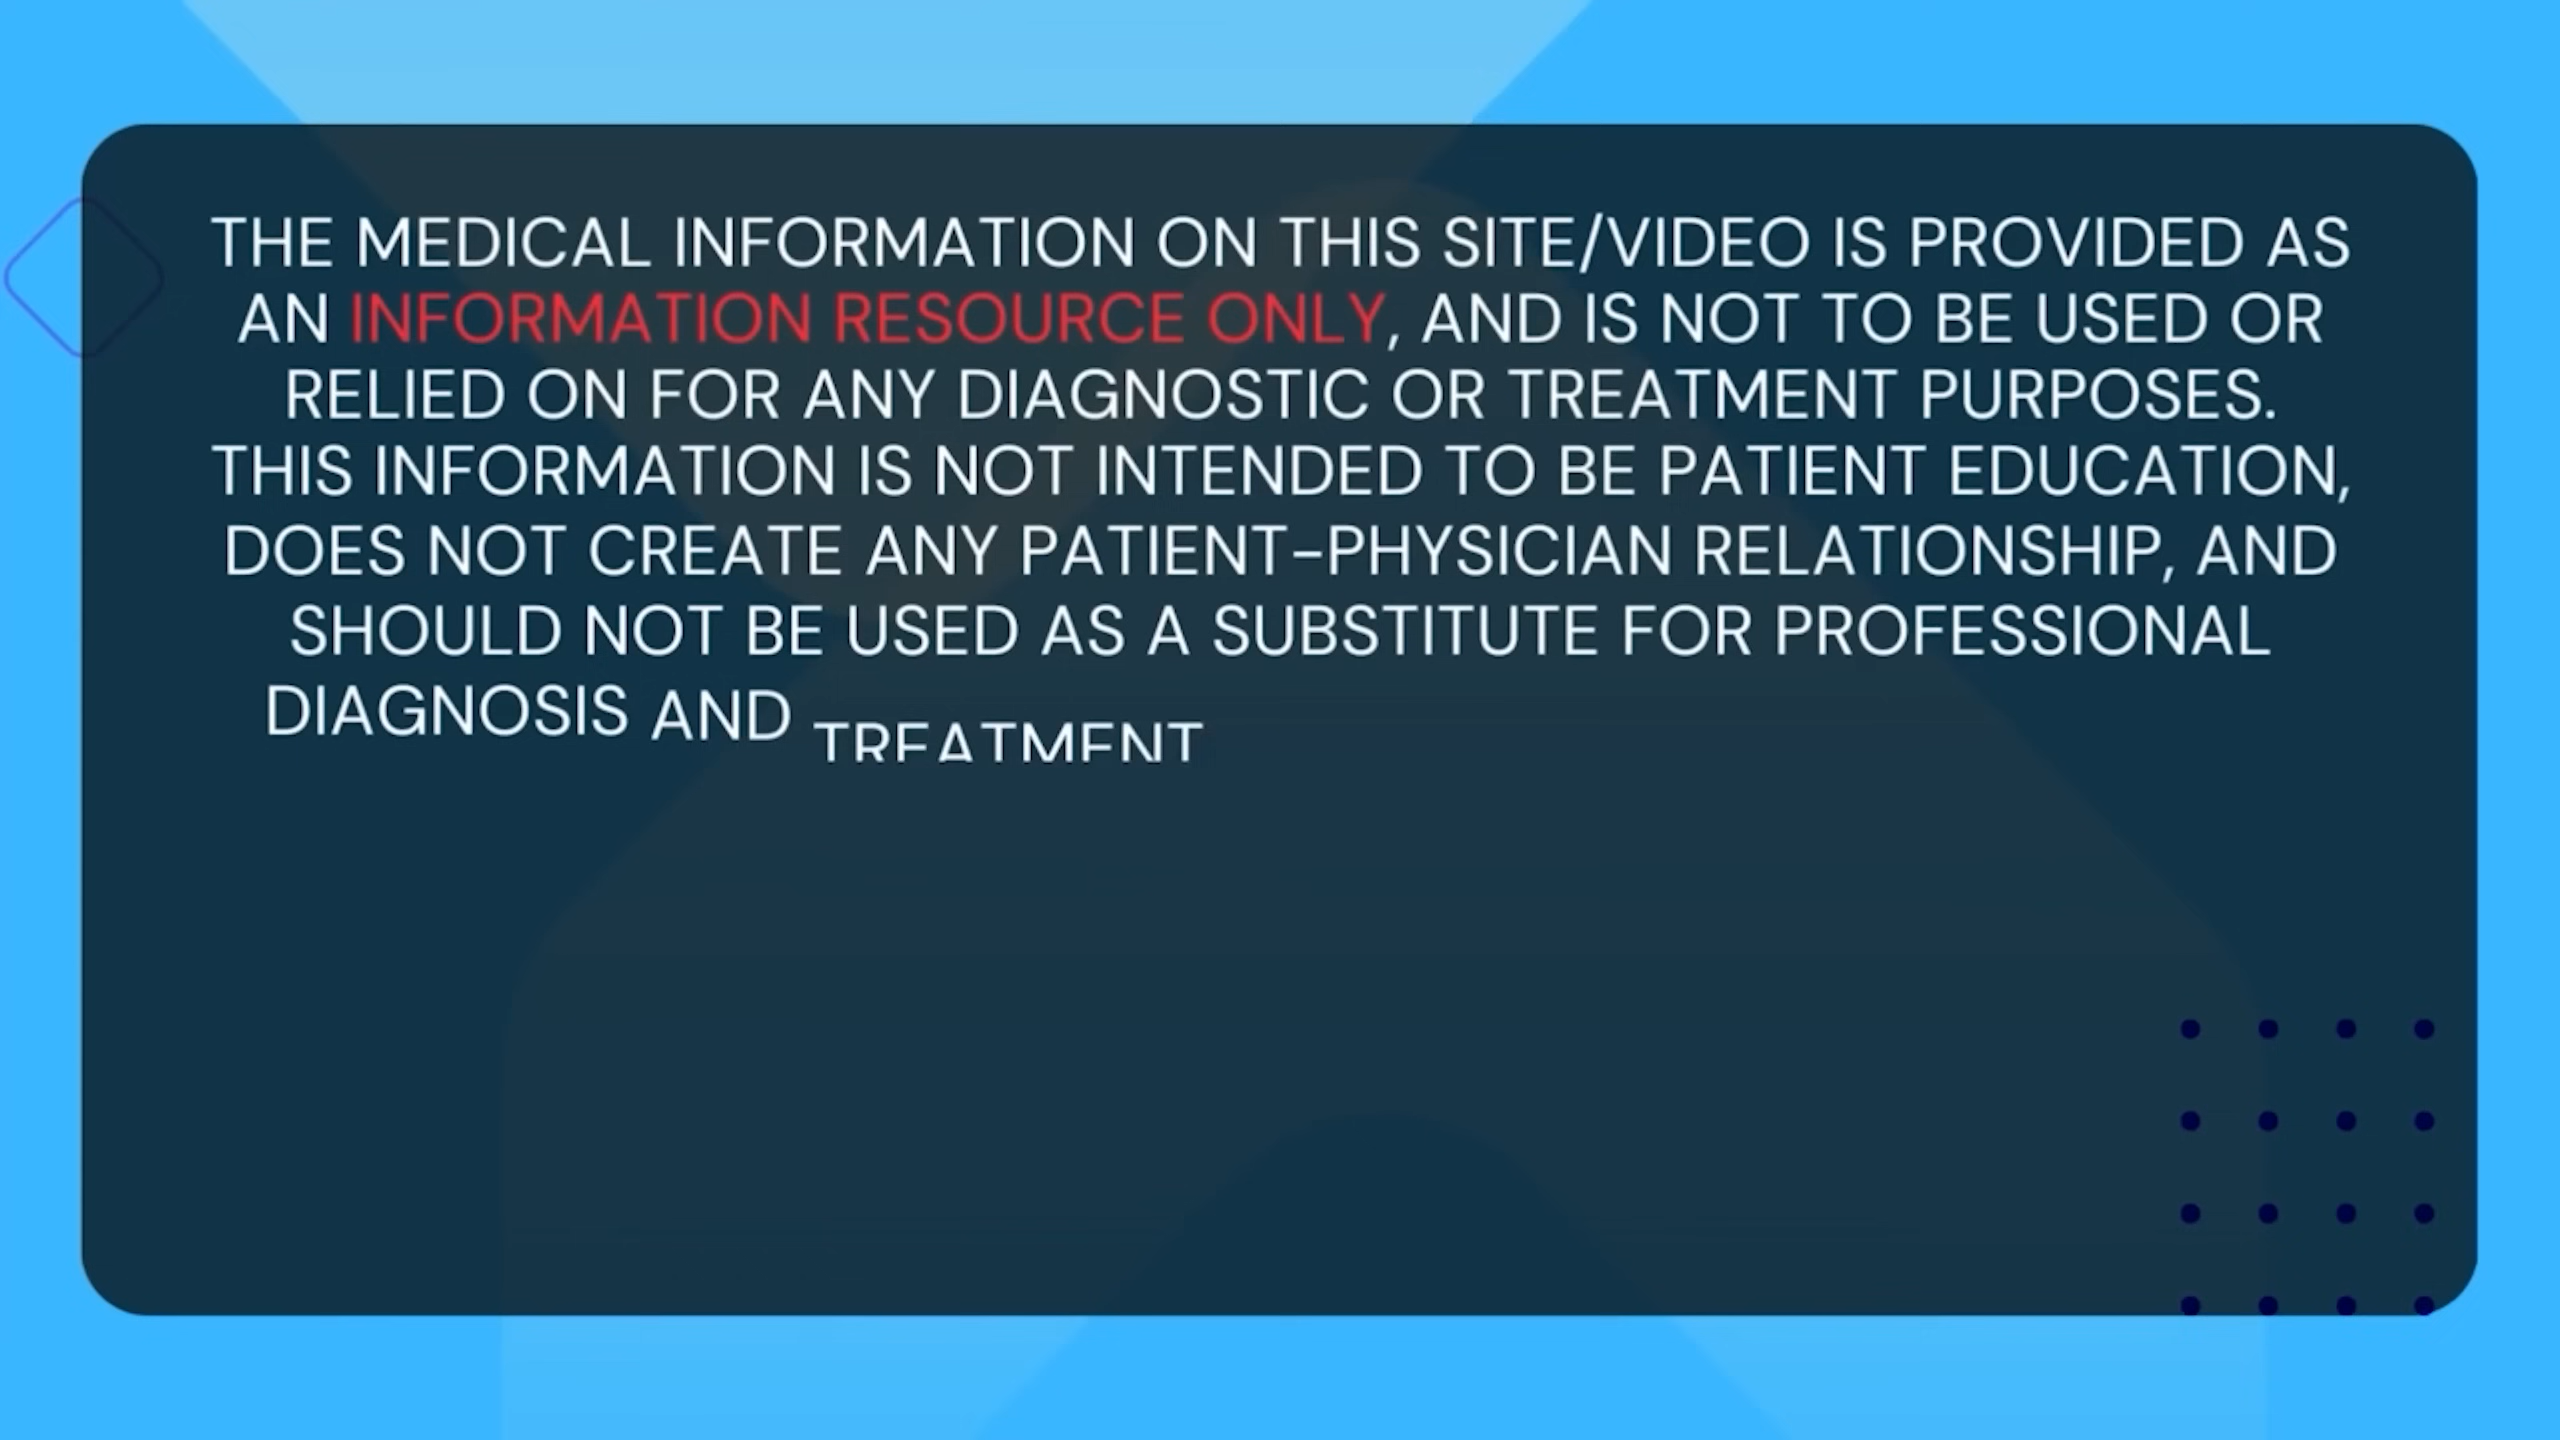 THE MEDICAL INFORMATION ON THIS SITE/VIDEO IS PROVIDED AS
AN INFORMATION RESOURCE ONLY, AND IS NOT TO BE USED OR
RELIED ON FOR ANY DIAGNOSTIC OR TREATMENT PURPOSES.
THIS INFORMATION IS NOT INTENDED TO BE PATIENT EDUCATION,
DOES NOT CREATE ANY PATIENT-PHYSICIAN RELATIONSHIP, AND
SHOULD NOT BE USED AS A SUBSTITUTE FOR PROFESSIONAL
DIAGNOSIS AND TREATMENT